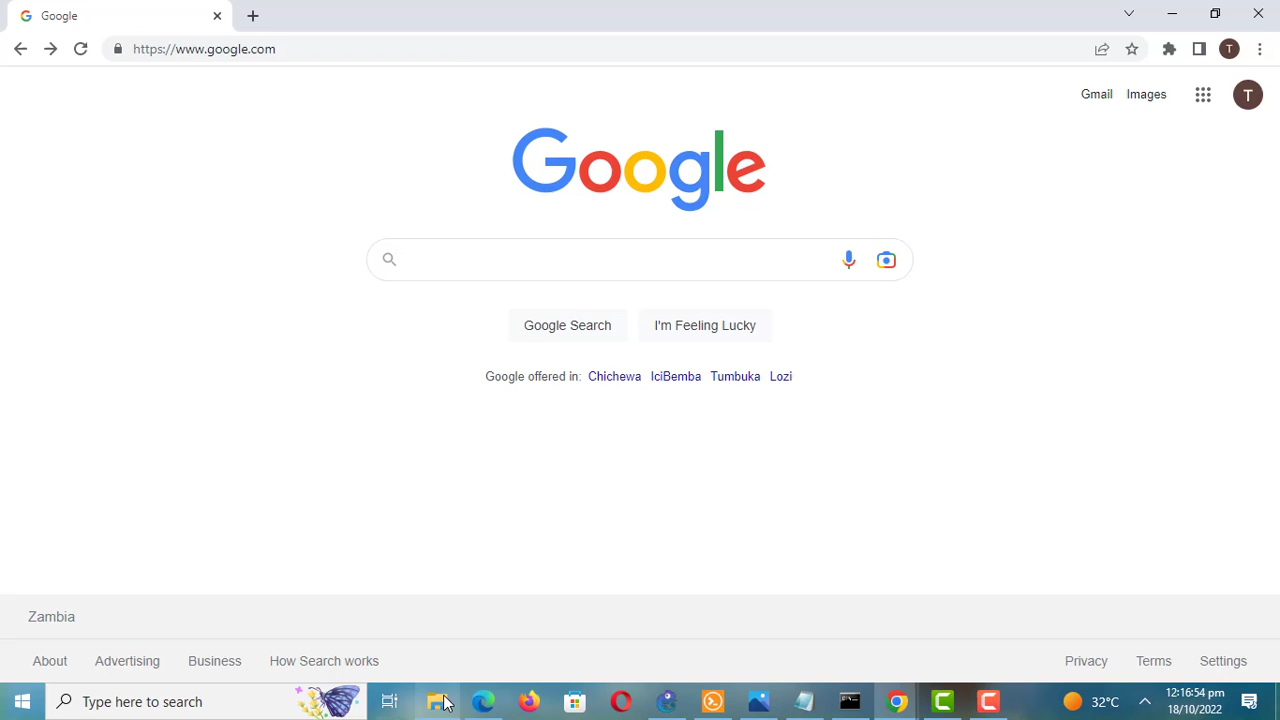 Google
https://www.google.com
T
Gmail Images T
Google
Google Search I'm Feeling Lucky
Google offered in: Chichewa IciBemba Tumbuka Lozi
Zambia
About Advertising Business How Search works Privacy Terms Settings
Type here to search 32°C 12:16:54 pm
18/10/2022